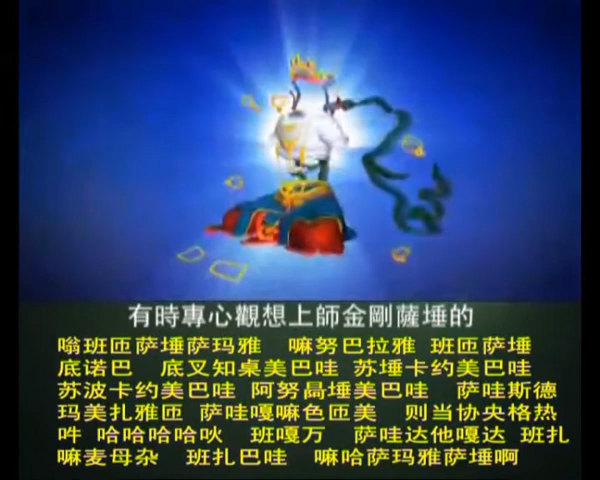 有時專心觀想上師金剛薩埵的
嗡班匝萨埵萨玛雅 嘛努巴拉雅 班匝萨埵
底诺巴 底叉知桌美巴哇 苏埵卡约美巴哇
苏波卡约美巴哇 阿努咼埵美巴哇 萨哇斯德
玛美扎雅匝 萨哇嘎嘛色匝美 则当协央格热
吽 哈哈哈哈吙 班嘎万 萨哇达他嘎达 班扎
嘛麦母杂 班扎巴哇 嘛哈萨玛雅萨埵啊